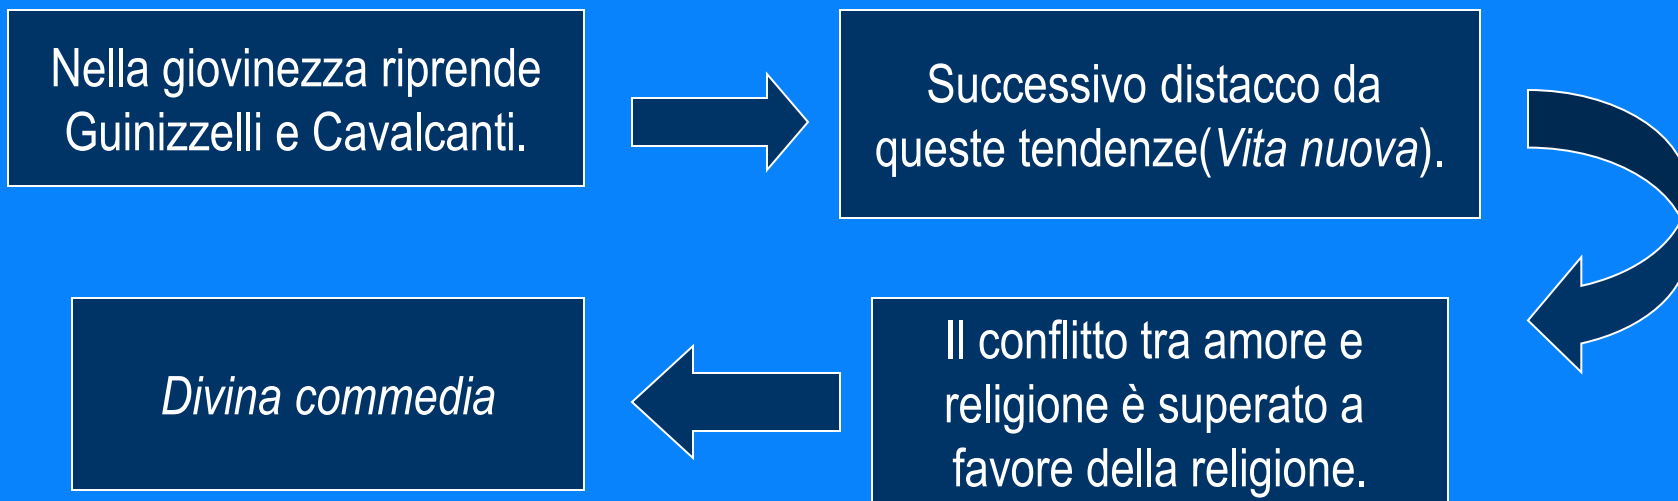 Nella giovinezza riprende
Guinizzelli e Cavalcanti.
Successivo distacco da
queste tendenze(Vita nuova).
Il conflitto tra amore e
religione è superato a
favore della religione.
Divina commedia